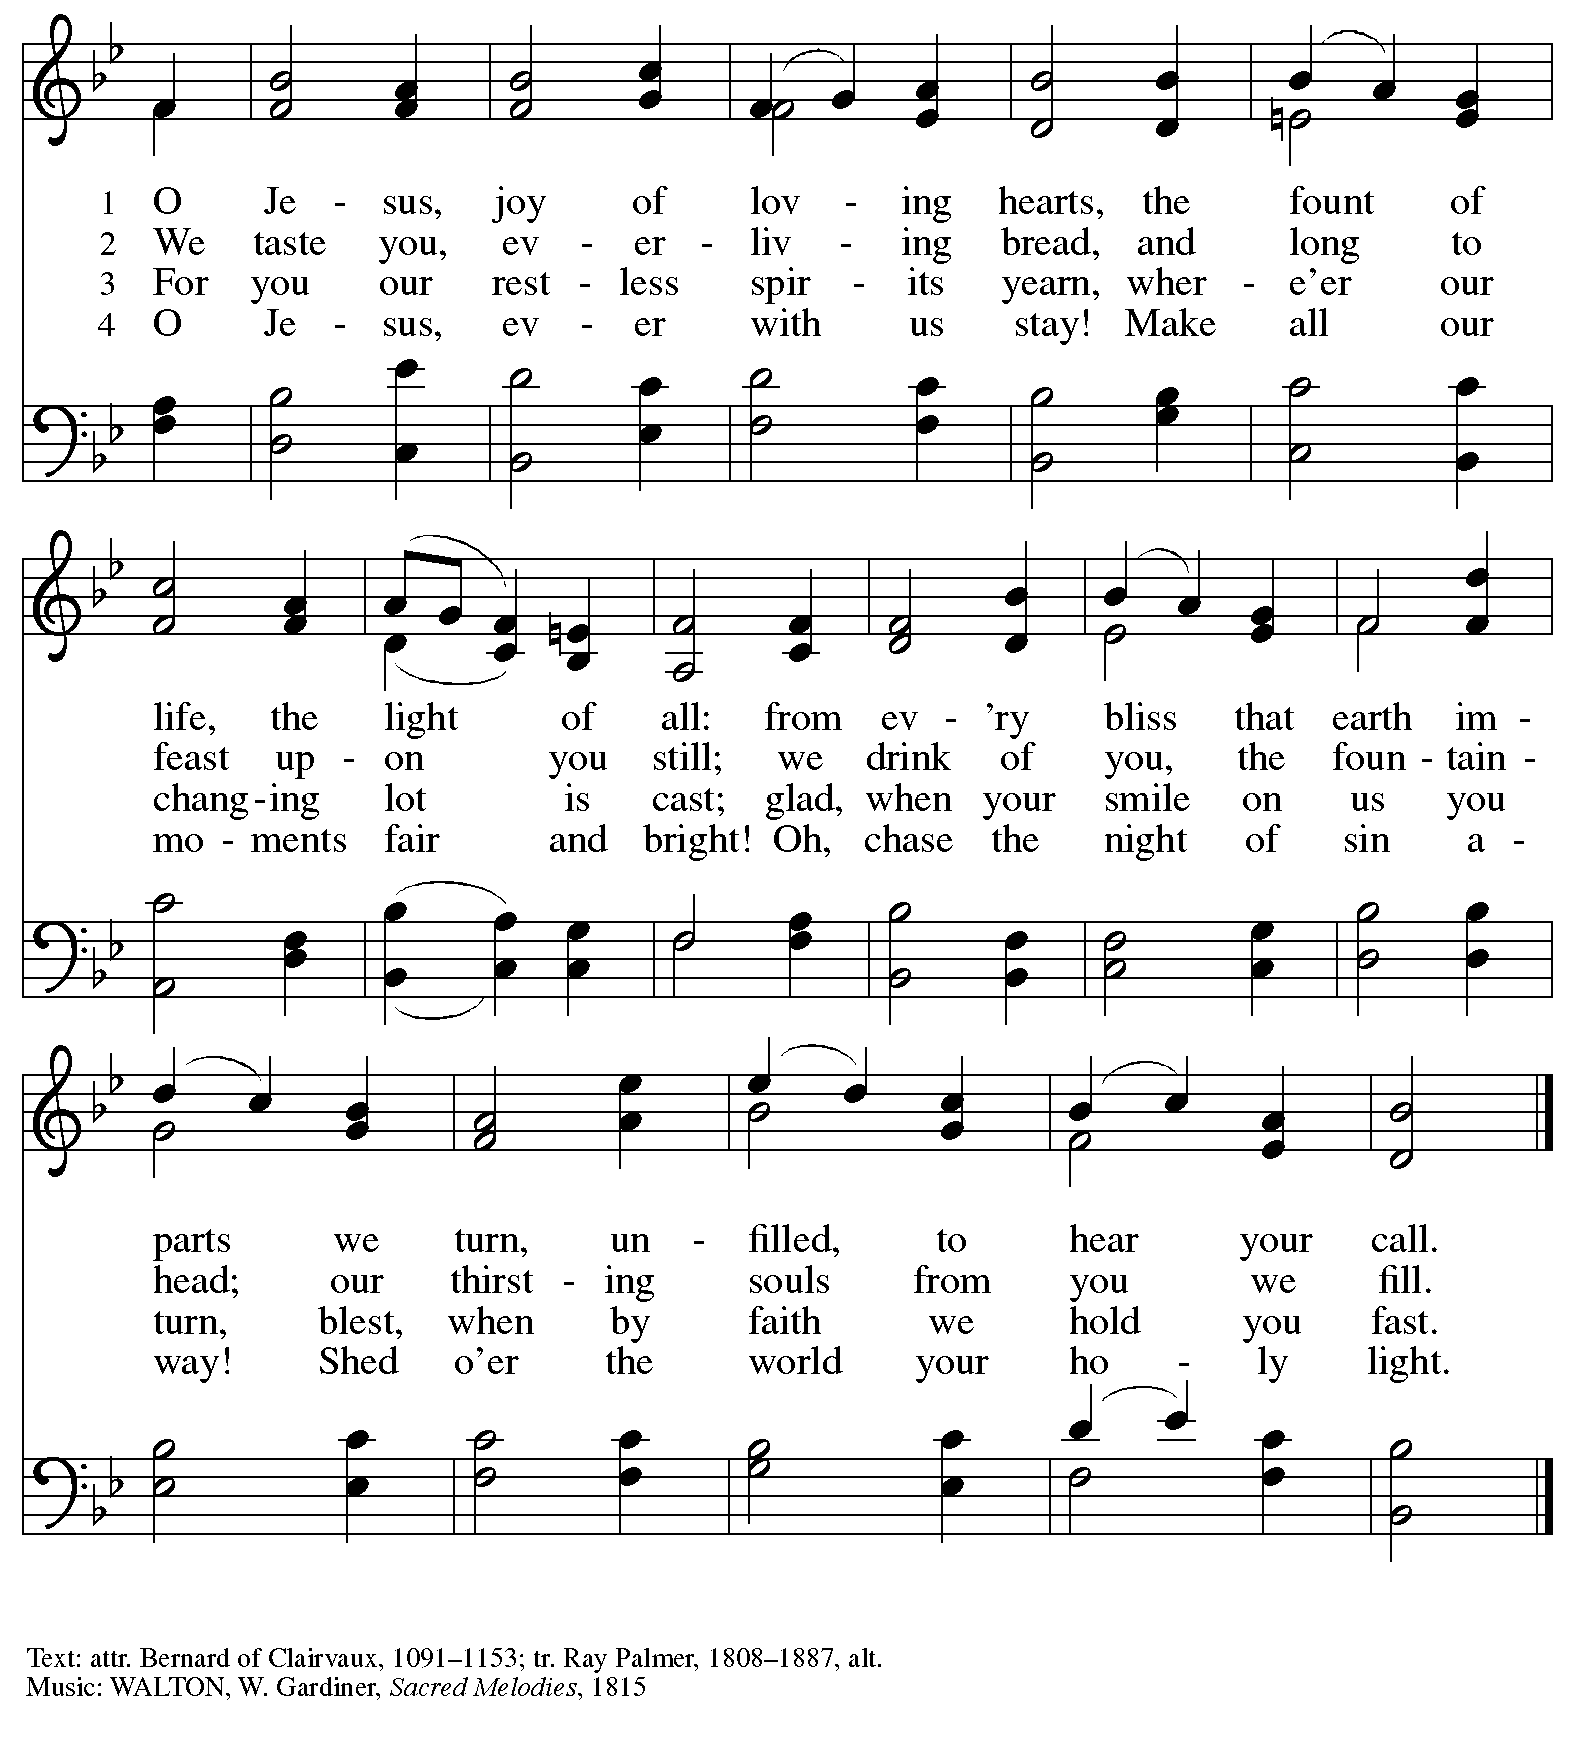 1 O Je - sus, joy of lov - ing hearts, the fount of
2 We taste you, ev - er - liv - ing bread, and long to
3 For you our rest - less spir - its yearn, wher - e’er our
4 O Je - sus, ev - er with us stay! Make all our
life, the light of all: from ev - ’ry bliss that earth im -
feast up - on you still; we drink of you, the foun - tain -
chang - ing lot is cast; glad, when your smile on us you
mo - ments fair and bright! Oh, chase the night of sin a -
parts we turn, un - filled, to hear your call.
head; our thirst - ing souls from you we fill.
turn, blest, when by faith we hold you fast.
way! Shed o’er the world your ho - ly light.
Text: attr. Bernard of Clairvaux, 1091–1153; tr. Ray Palmer, 1808–1887, alt.
Music: WALTON, W. Gardiner, Sacred Melodies, 1815